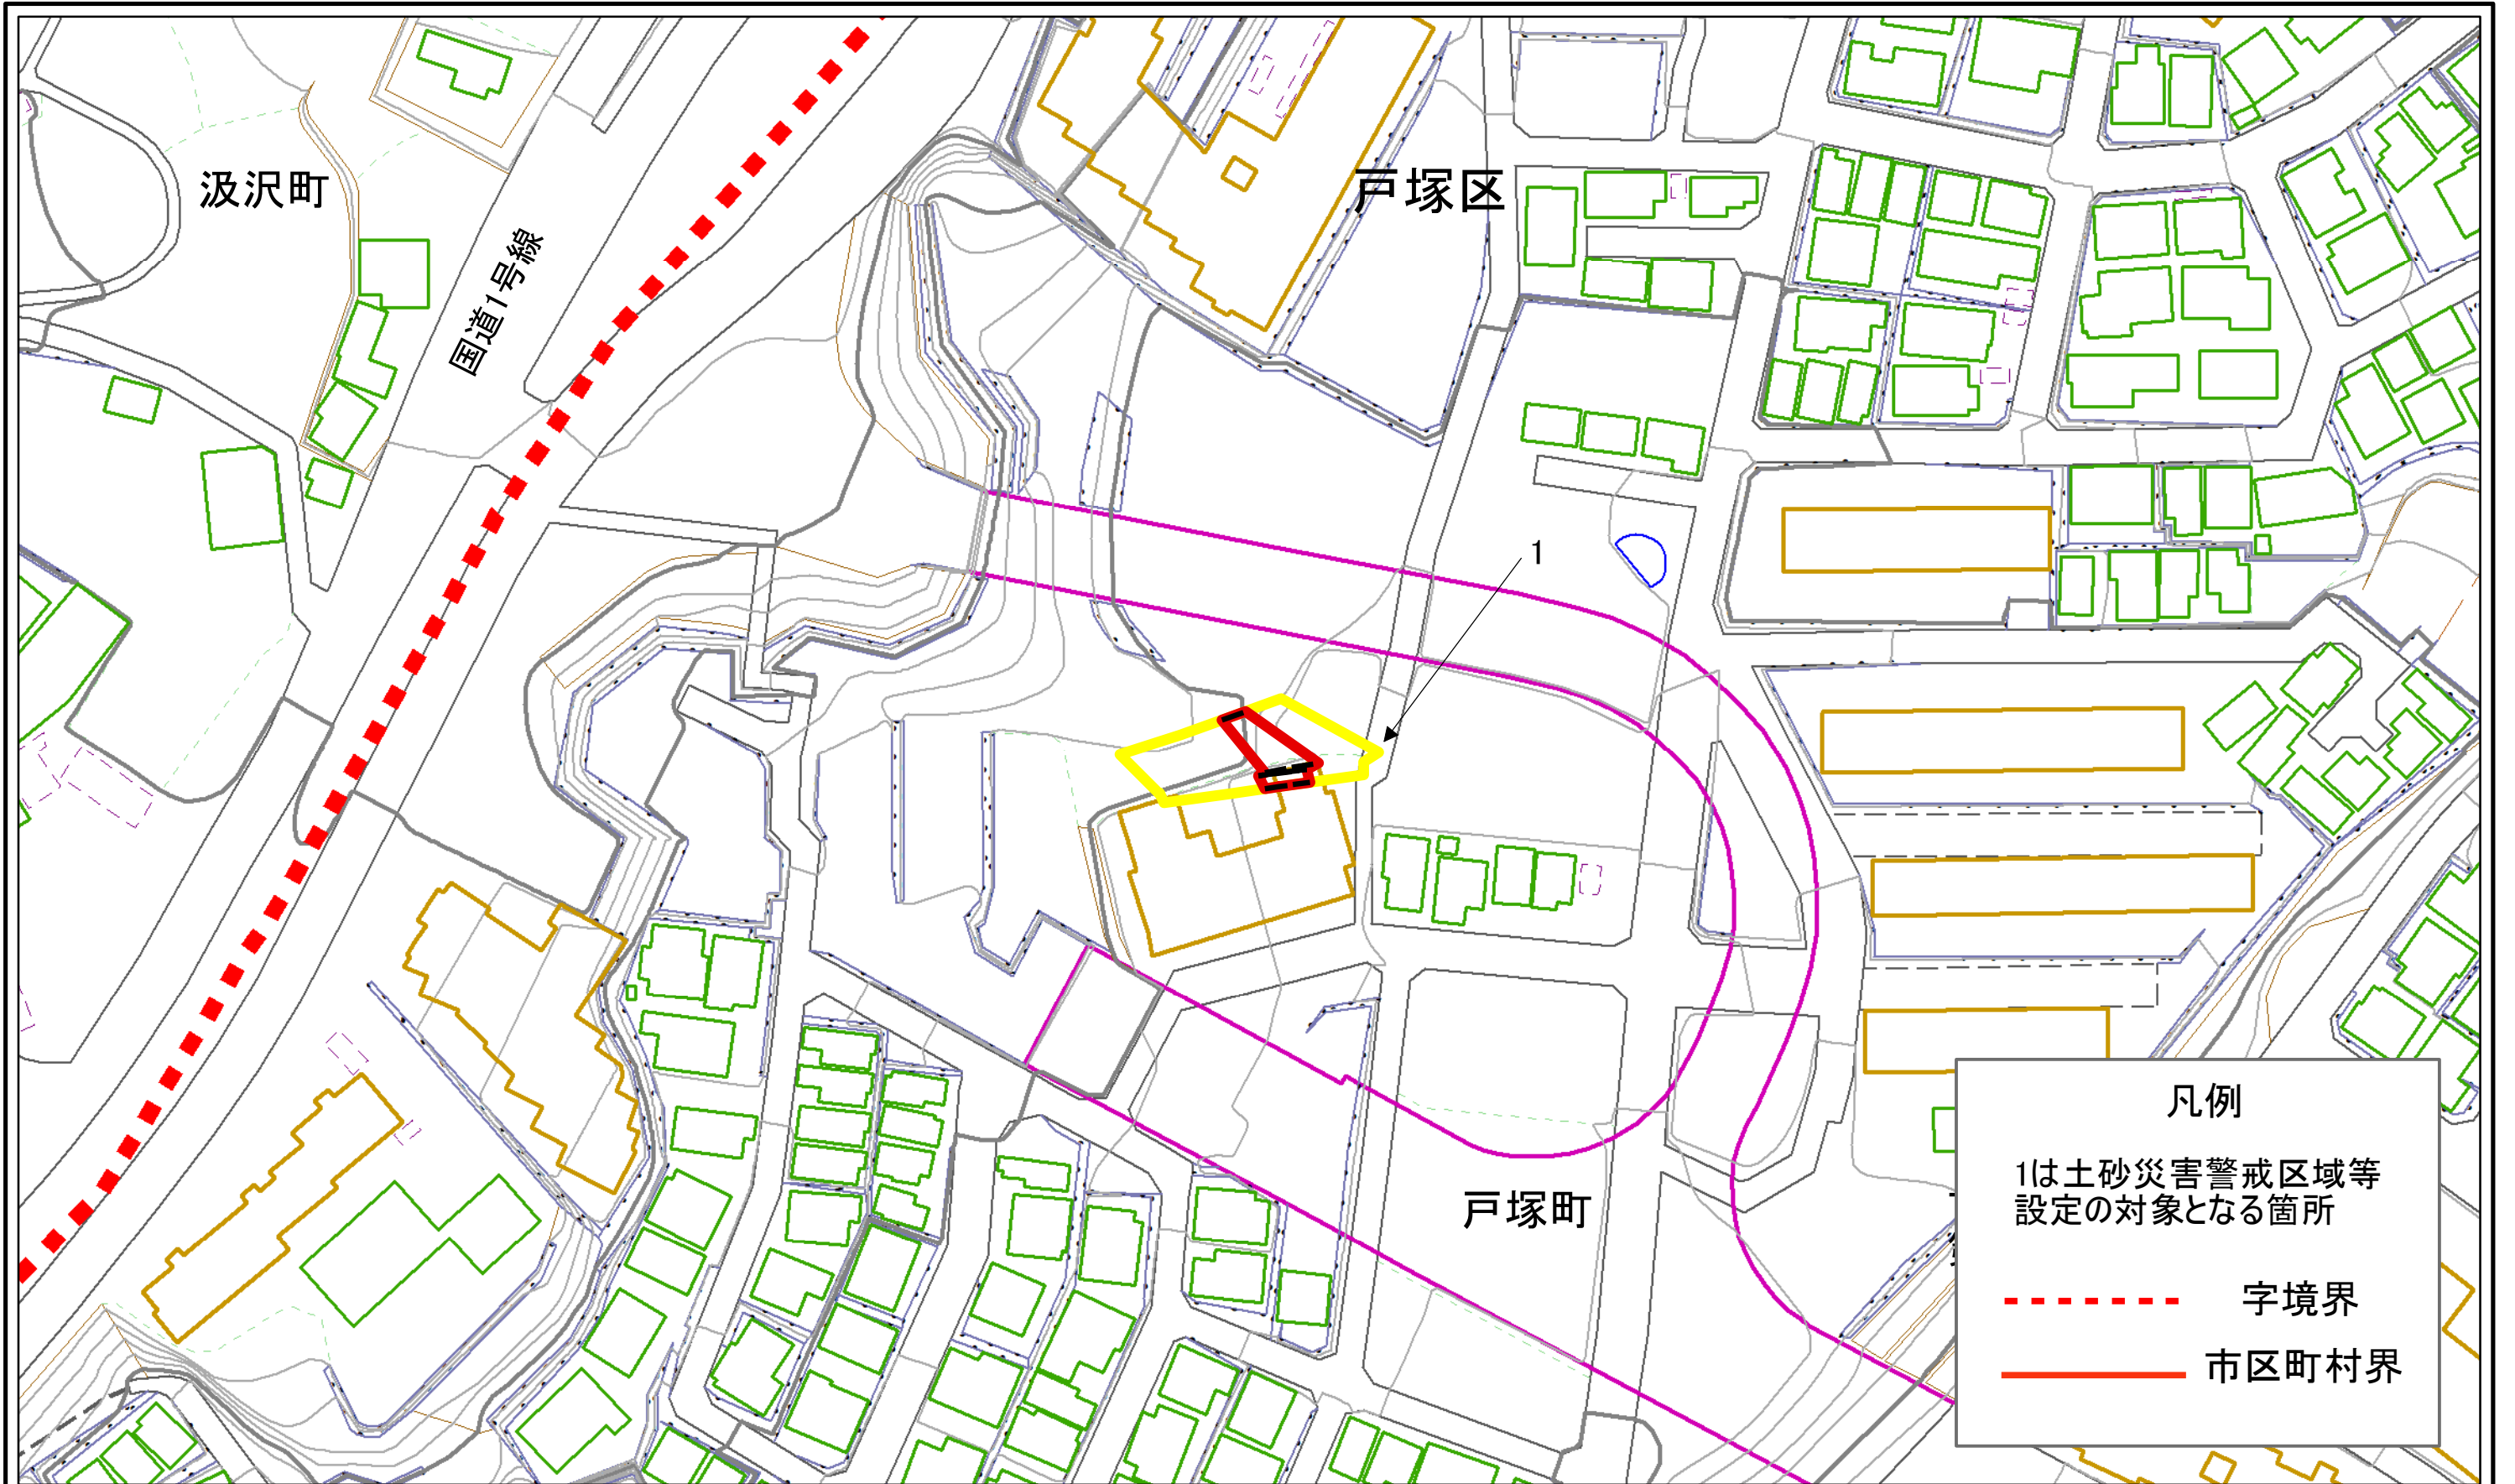 汲沢町
戸塚区
国道1号線
1
戸塚町
凡例
1は土砂災害警戒区域等
設定の対象となる箇所
字境界
市区町村界